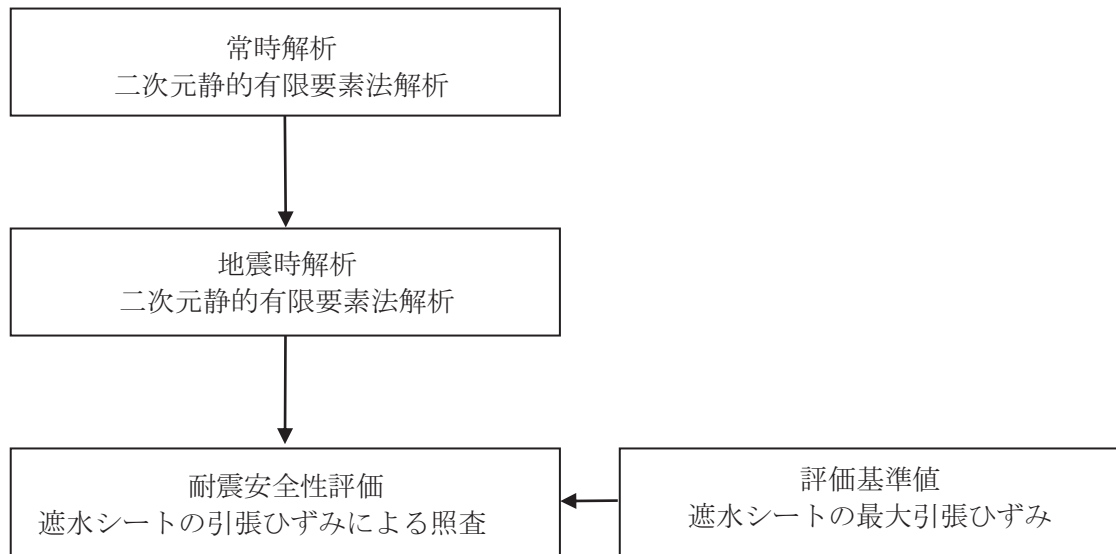 常時解析
二次元静的有限要素法解析
地震時解析
二次元静的有限要素法解析
耐震安全性評価
遮水シートの引張ひずみによる照査
評価基準値
遮水シートの最大引張ひずみ